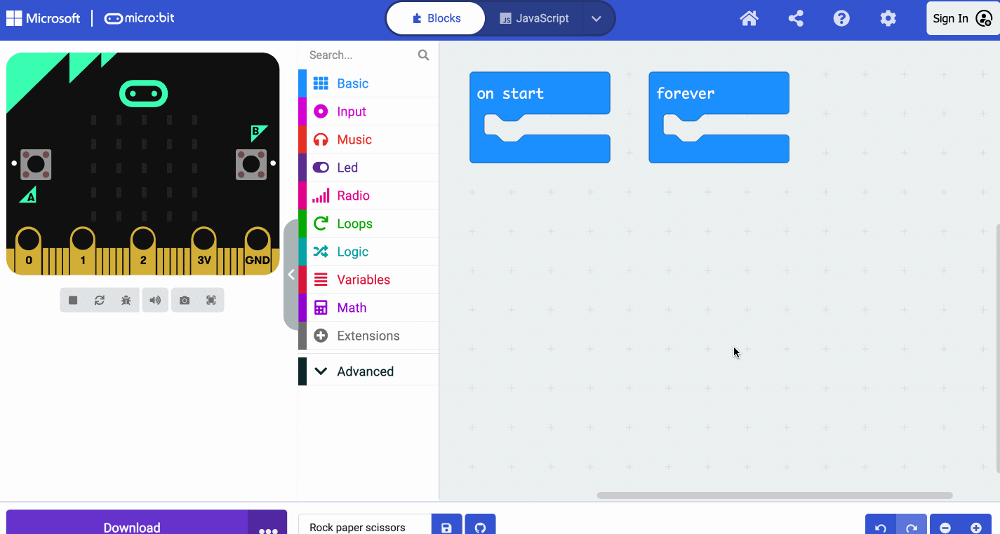 Microsoft
micro:bit
Blocks
JS JavaScript
Sign In
B
A
0 1 2 3V GND
Search...
Basic
Input
Music
Led
Radio
Loops
Logic
Variables
Math
Extensions
Advanced
on start
forever
Download
Rock paper scissors